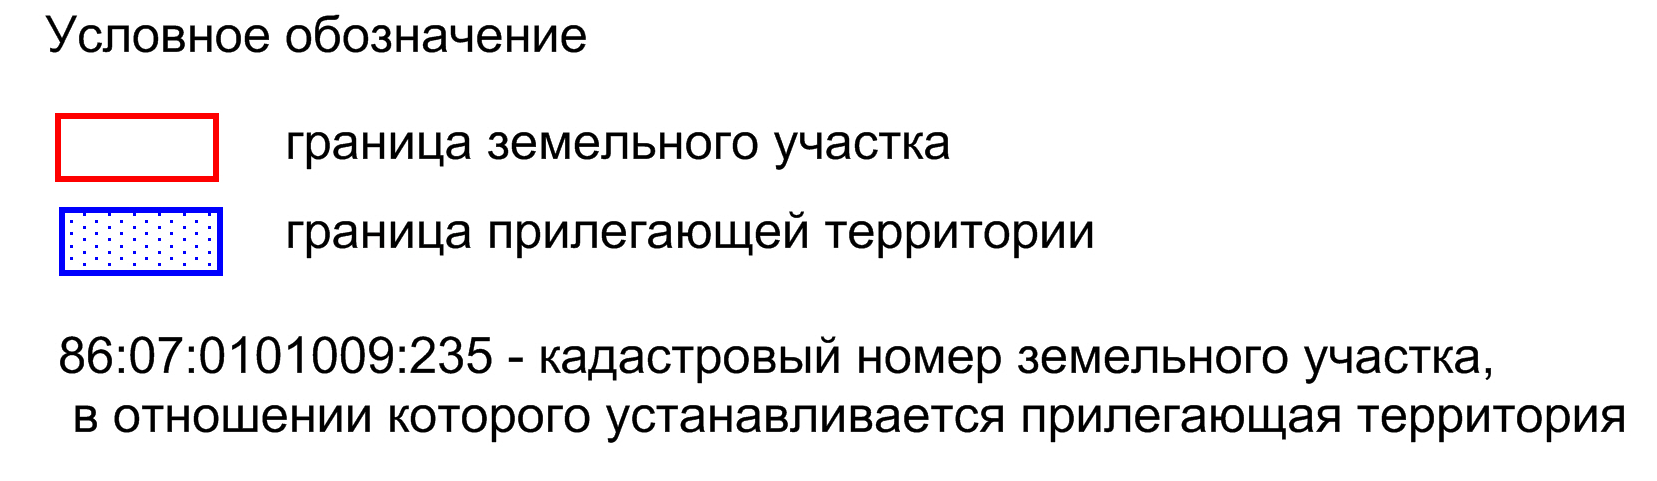 Условное обозначение
граница земельного участка
граница прилегающей территории
86:07:0101009:235 - кадастровый номер земельного участка,
в отношении которого устанавливается прилегающая территория